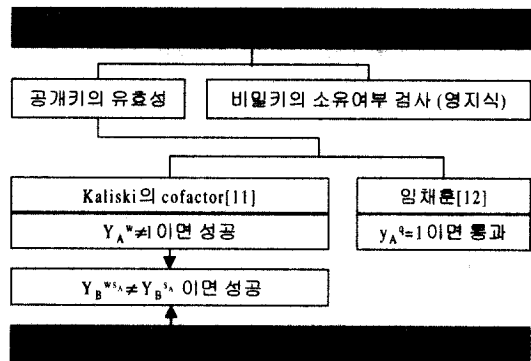 공개키의 유효성
비밀키의 소유여부 검사 (영지식)
Kaliski의 cofactor[11]
임채훈[12]
Y_A^w≠1 이면 성공
y_A^q=1 이면 통과
Y_B^{ws_A}≠ Y_B^{s_A} 이면 성공